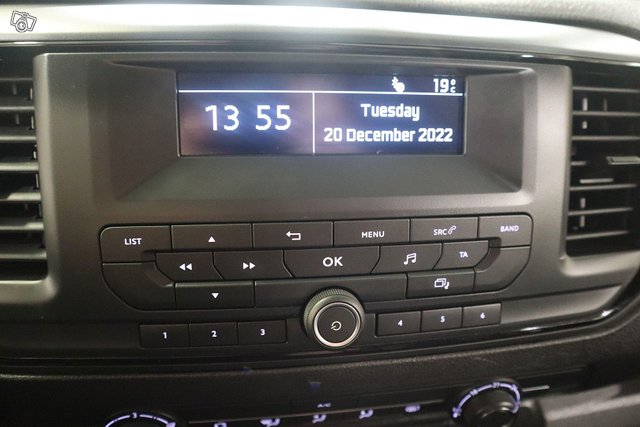 19°C
13 55
Tuesday
20 December 2022
LIST
MENU
SRC
BAND
OK
TA
1 2 3
4 5 6
A/C